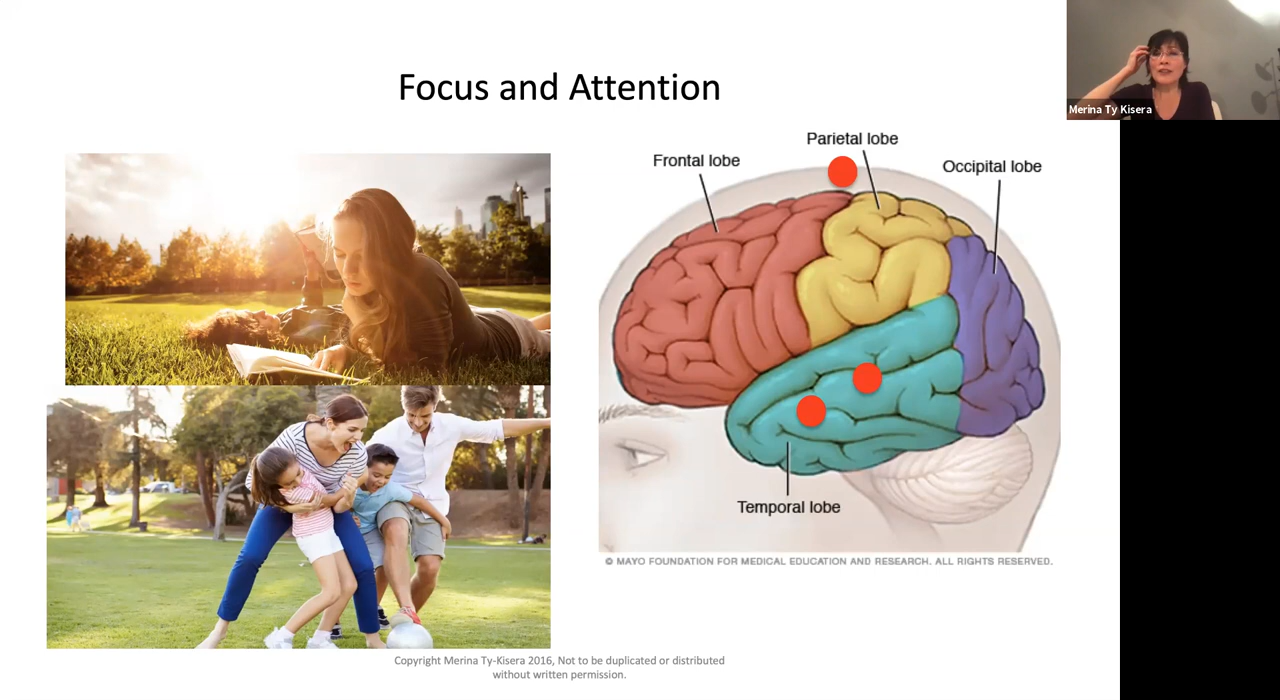 Focus and Attention
Merina Ty Kisera
Parietal lobe
Frontal lobe
Occipital lobe
Temporal lobe
© MAYO FOUNDATION FOR MEDICAL EDUCATION AND RESEARCH. ALL RIGHTS RESERVED.
Copyright Merina Ty-Kisera 2016, Not to be duplicated or distributed
without written permission.